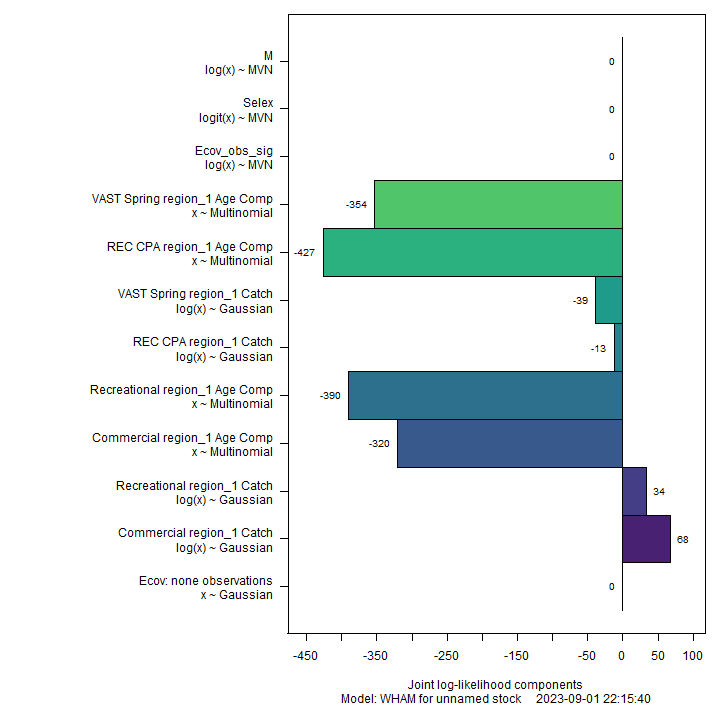 M
log(x) ~ MVN
0
Selex
logit(x) ~ MVN
0
Ecov_obs_sig
log(x) ~ MVN
0
VAST Spring region_1 Age Comp
x ~ Multinomial
-354
REC CPA region_1 Age Comp
x ~ Multinomial
-427
VAST Spring region_1 Catch
log(x) ~ Gaussian
-39
REC CPA region_1 Catch
log(x) ~ Gaussian
-13
Recreational region_1 Age Comp
x ~ Multinomial
-390
Commercial region_1 Age Comp
x ~ Multinomial
-320
Recreational region_1 Catch
log(x) ~ Gaussian
34
Commercial region_1 Catch
log(x) ~ Gaussian
68
Ecov: none observations
x ~ Gaussian
0
-450 -350 -250 -150 -50 0 50 100
Joint log-likelihood components
Model: WHAM for unnamed stock 2023-09-01 22:15:40